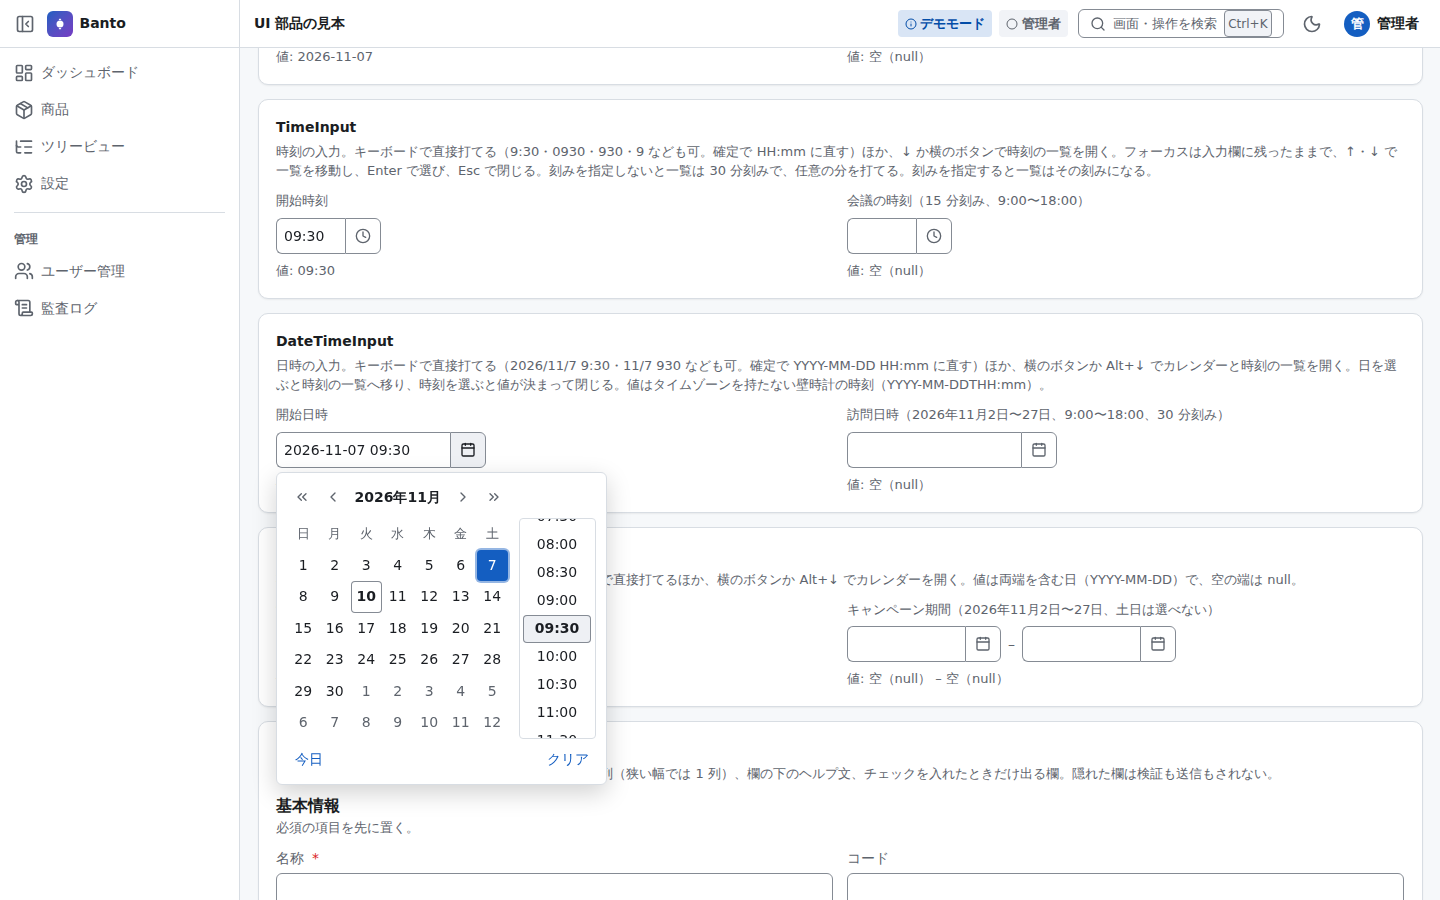 Banto
UI 部品の見本
デモモード
管理者
画面・操作を検索 Ctrl+K
管 管理者
ダッシュボード
商品
ツリービュー
設定
管理
ユーザー管理
監査ログ
値: 2026-11-07
値: 空（null）
TimeInput
時刻の入力。キーボードで直接打てる（9:30・0930・930・9 なども可。確定で HH:mm に直す）ほか、↓ か横のボタンで時刻の一覧を開く。フォーカスは入力欄に残ったままで、↑・↓ で
一覧を移動し、Enter で選び、Esc で閉じる。刻みを指定しないと一覧は 30 分刻みで、任意の分を打てる。刻みを指定すると一覧はその刻みになる。
開始時刻
会議の時刻（15 分刻み、9:00〜18:00）
09:30
値: 09:30
値: 空（null）
DateTimeInput
日時の入力。キーボードで直接打てる（2026/11/7 9:30・11/7 930 なども可。確定で YYYY-MM-DD HH:mm に直す）ほか、横のボタンか Alt+↓ でカレンダーと時刻の一覧を開く。日を選
ぶと時刻の一覧へ移り、時刻を選ぶと値が決まって閉じる。値はタイムゾーンを持たない壁時計の時刻（YYYY-MM-DDTHH:mm）。
開始日時
訪問日時（2026年11月2日〜27日、9:00〜18:00、30 分刻み）
2026-11-07 09:30
値: 空（null）
2026年11月
日 月 火 水 木 金 土
1 2 3 4 5 6 7
8 9 10 11 12 13 14
15 16 17 18 19 20 21
22 23 24 25 26 27 28
29 30 1 2 3 4 5
6 7 8 9 10 11 12
08:00
08:30
09:00
09:30
10:00
10:30
11:00
今日
クリア
で直接打てるほか、横のボタンか Alt+↓ でカレンダーを開く。値は両端を含む日（YYYY-MM-DD）で、空の端は null。
キャンペーン期間（2026年11月2日〜27日、土日は選べない）
–
値: 空（null） – 空（null）
列（狭い幅では 1 列）、欄の下のヘルプ文、チェックを入れたときだけ出る欄。隠れた欄は検証も送信もされない。
基本情報
必須の項目を先に置く。
名称 *
コード